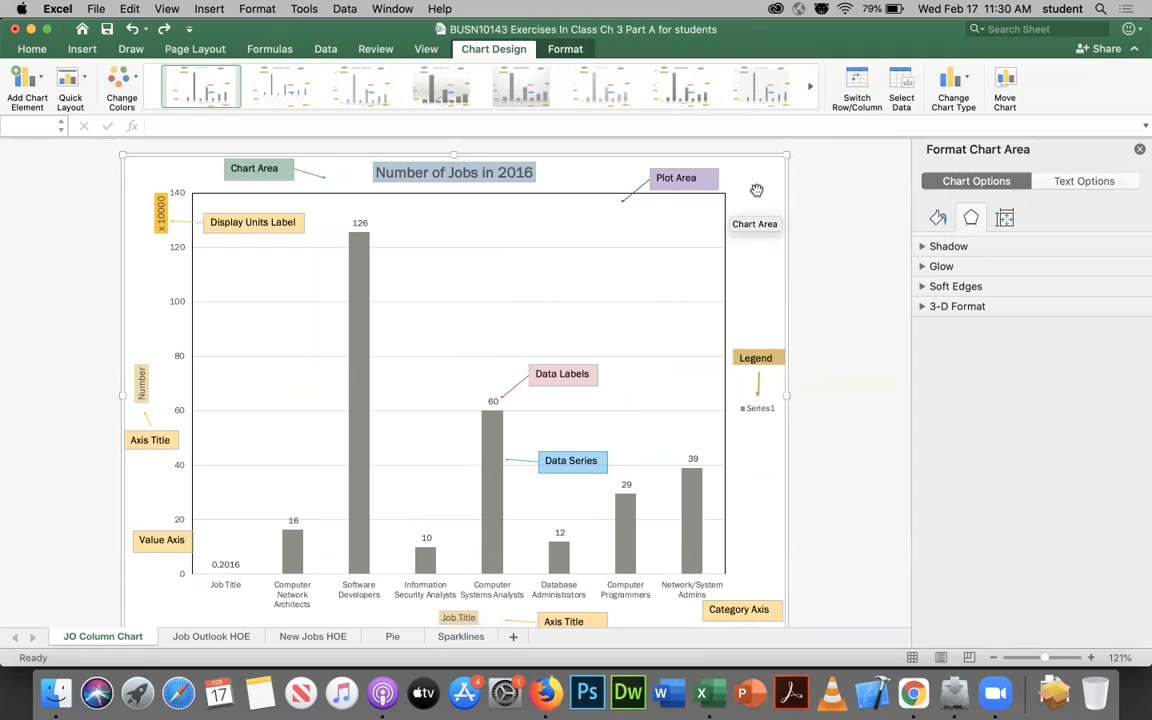 Excel File Edit View Insert Format Tools Data Window Help 79% Wed Feb 17 11:30 AM student
BUSN10143 Exercises In Class Ch 3 Part A for students
Search Sheet
Home Insert Draw Page Layout Formulas Data Review View Chart Design Format Share
Add Chart Element
Quick Layout
Change Colors
Switch Row/Column
Select Data
Change Chart Type
Move Chart
fx
Format Chart Area
Chart Options Text Options
Shadow
Glow
Soft Edges
3-D Format
Chart Area
Number of Jobs in 2016
Plot Area
Chart Area
x 10000
Display Units Label
140
120
100
80
60
40
20
0
Number
Axis Title
Value Axis
0.2016
16
126
10
60
12
29
39
Data Labels
Data Series
Legend
Series1
Job Title
Computer Network Architects
Software Developers
Information Security Analysts
Computer Systems Analysts
Database Administrators
Computer Programmers
Network/System Admins
Category Axis
Job Title
Axis Title
JO Column Chart Job Outlook HOE New Jobs HOE Pie Sparklines
Ready
121%
FEB
17
4
1
Ps
Dw
W
X
P